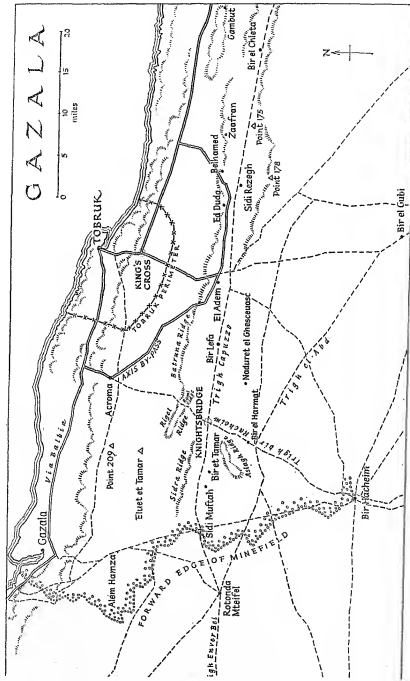 GAZALA
0 5 10 15 20
miles
N
Gazala
Via Balbia
TOBRUK
Gambut
Point 209
Acroma
AXIS BY-PASS
TOBRUK PERIMETER
KING'S CROSS
Belhamed
Zaafran
Ed Duda
Bir el Chleta
Point 175
Sidi Rezegh
Point 178
Alem Hamza
Eluet et Tamar
Rigel Ridge
Batruna Ridge
El Adem
Sidra Ridge
KNIGHTSBRIDGE
Bir Lefa
Trigh Capuzzo
Naduret el Ghesceuasc
Sidi Muftah
Bir et Tamar
Aslagh Ridge
Bir el Harmat
FORWARD EDGE OF MINEFIELD
Trigh Bir Hacheim
Trigh el Abd
Rotonda Mteifel
igh Enver Bei
Bir Hacheim
Bir el Gubi